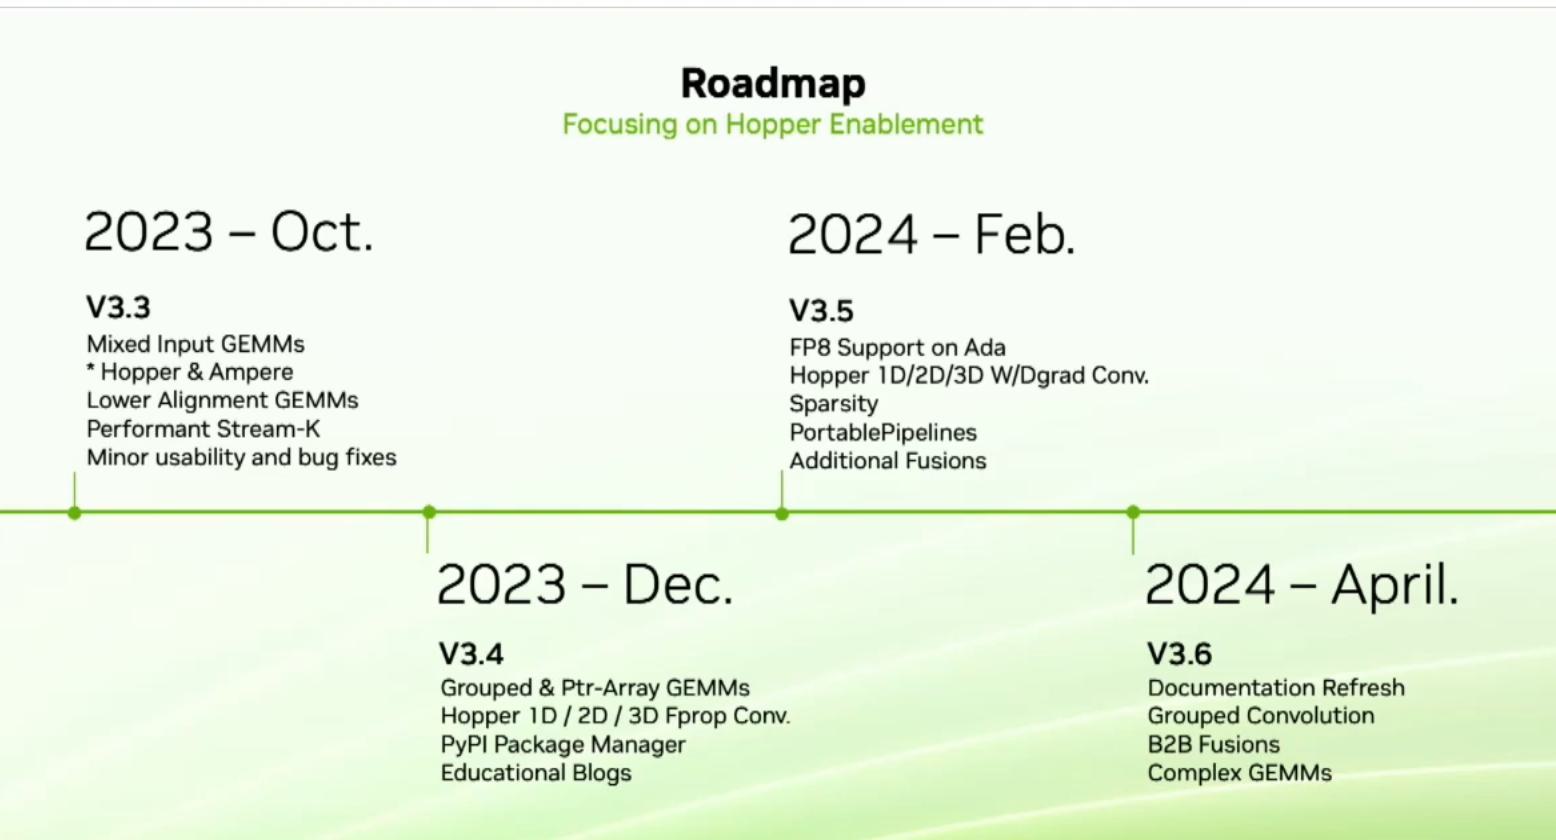 Roadmap
Focusing on Hopper Enablement
2023 – Oct.
V3.3
Mixed Input GEMMs
* Hopper & Ampere
Lower Alignment GEMMs
Performant Stream-K
Minor usability and bug fixes
2023 – Dec.
V3.4
Grouped & Ptr-Array GEMMs
Hopper 1D / 2D / 3D Fprop Conv.
PyPI Package Manager
Educational Blogs
2024 – Feb.
V3.5
FP8 Support on Ada
Hopper 1D/2D/3D W/Dgrad Conv.
Sparsity
PortablePipelines
Additional Fusions
2024 – April.
V3.6
Documentation Refresh
Grouped Convolution
B2B Fusions
Complex GEMMs